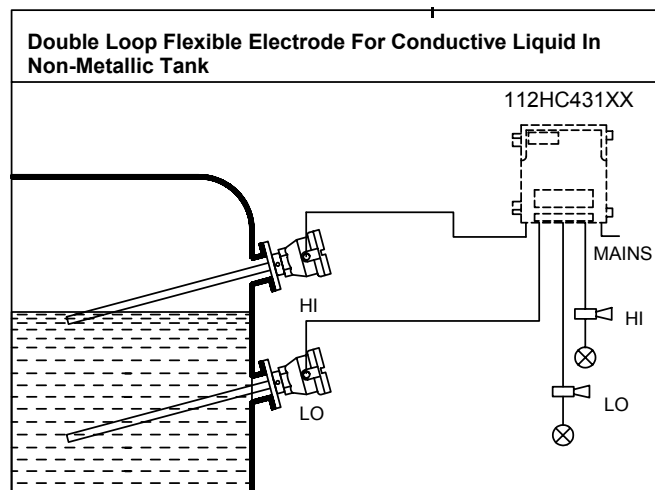 Double Loop Flexible Electrode For Conductive Liquid In
Non-Metallic Tank
112HC431XX
MAINS
HI
HI
LO
LO